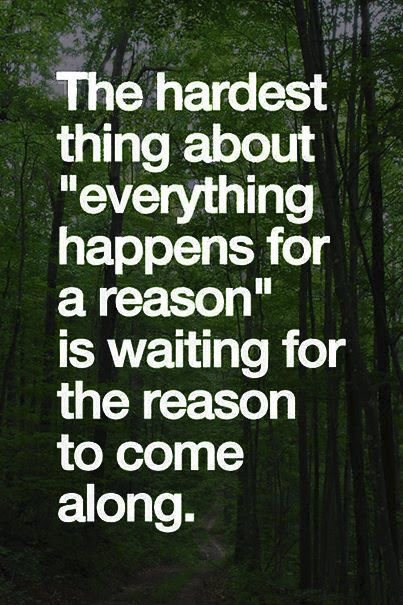 The hardest
thing about
"everything
happens for
a reason"
is waiting for
the reason
to come
along.